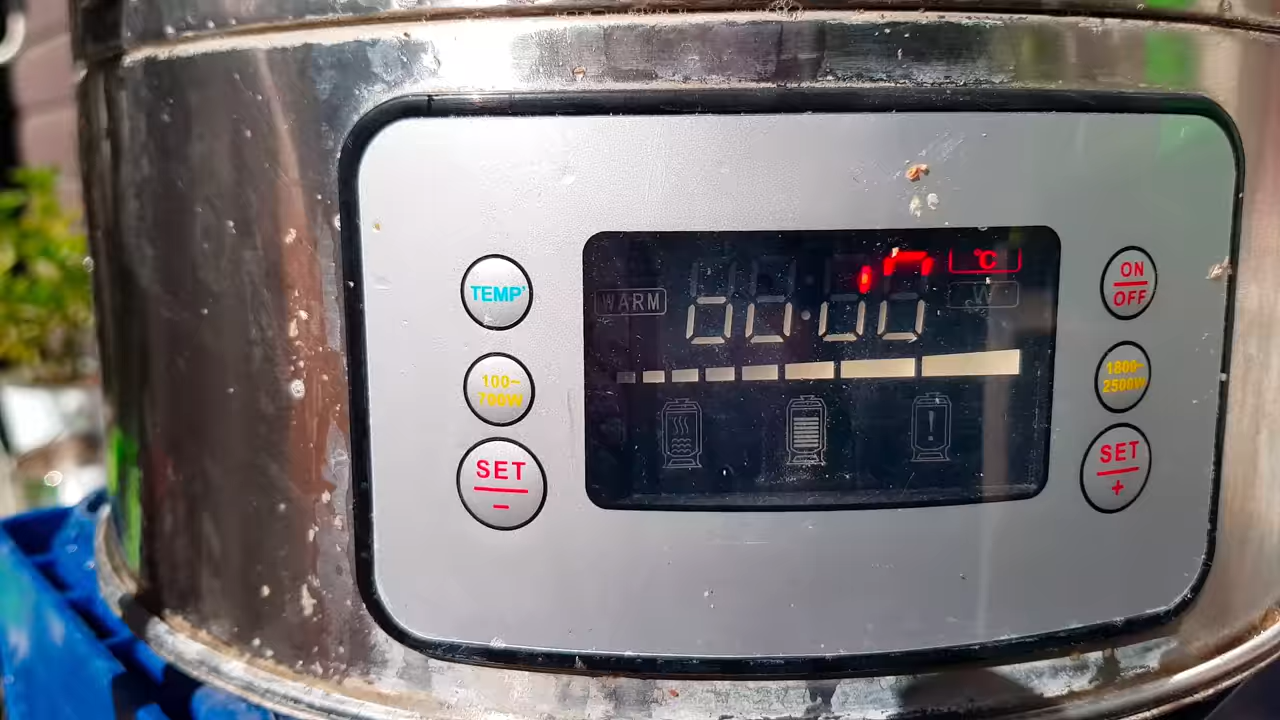 TEMP'
100~
700W
SET
–
WARM
°C
W
ON
OFF
1800~
2500W
SET
+